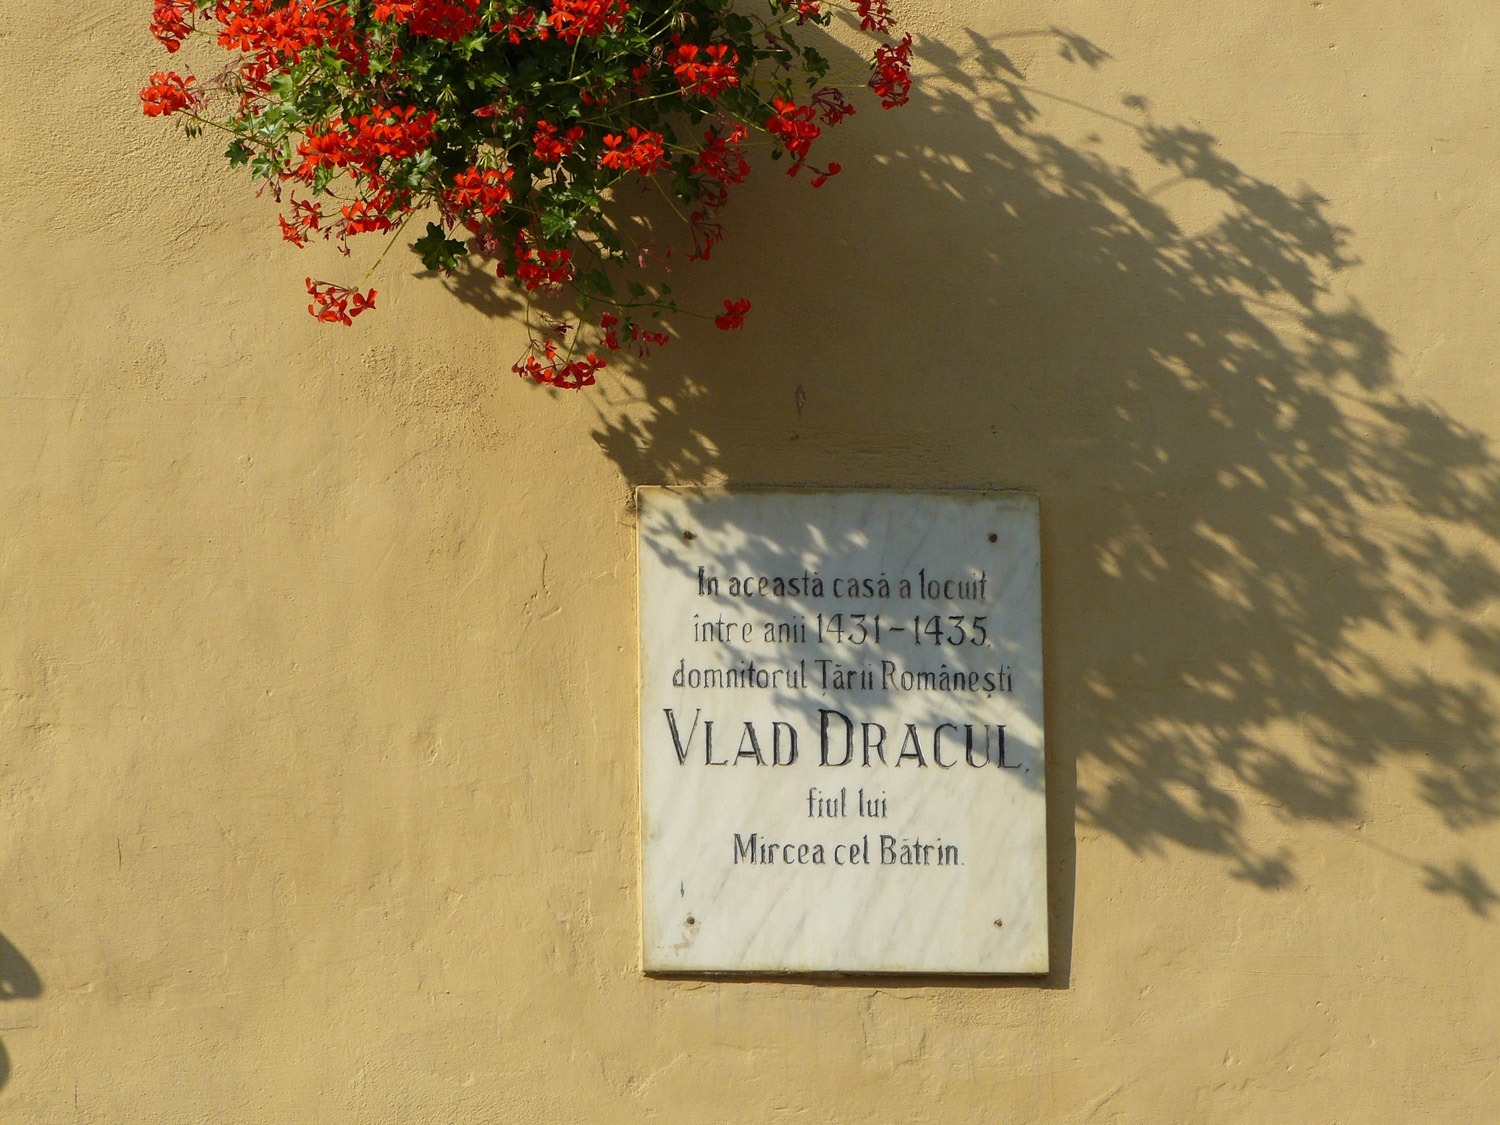 In această casă a locuit
între anii 1431-1435.
domnitorul Țării Românești
VLAD DRACUL,
fiul lui
Mircea cel Bătrîn.